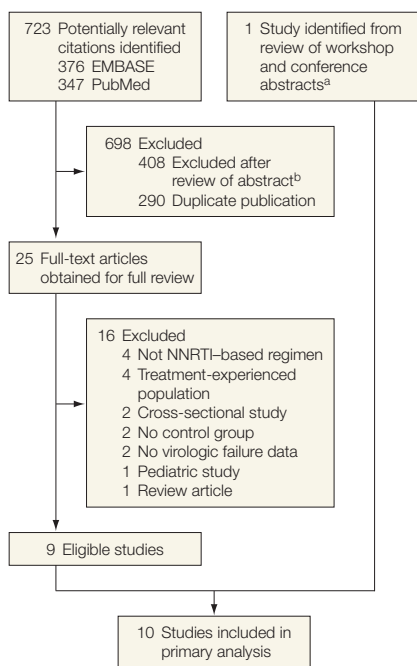 723 Potentially relevant
citations identified
376 EMBASE
347 PubMed
1 Study identified from
review of workshop
and conference
abstractsa
698 Excluded
408 Excluded after
review of abstractb
290 Duplicate publication
25 Full-text articles
obtained for full review
16 Excluded
4 Not NNRTI–based regimen
4 Treatment-experienced
population
2 Cross-sectional study
2 No control group
2 No virologic failure data
1 Pediatric study
1 Review article
9 Eligible studies
10 Studies included in
primary analysis